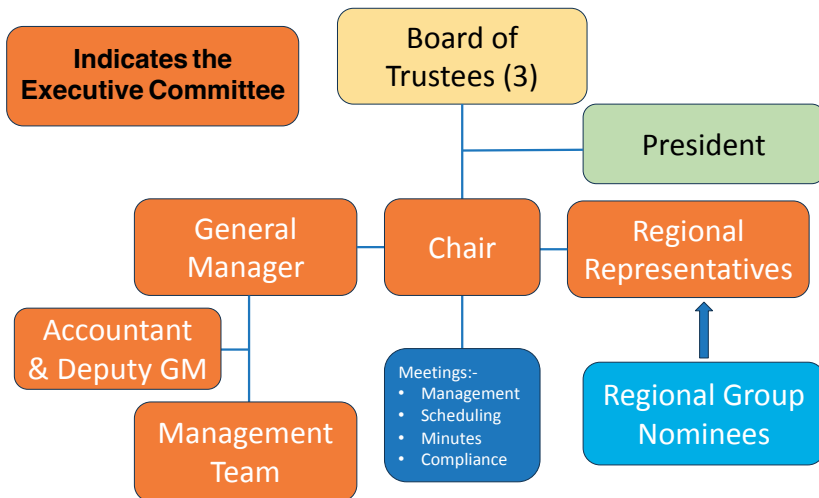 Indicates the
Executive Committee
Board of
Trustees (3)
President
General
Manager
Chair
Regional
Representatives
Accountant
& Deputy GM
Meetings:-
• Management
• Scheduling
• Minutes
• Compliance
Regional Group
Nominees
Management
Team